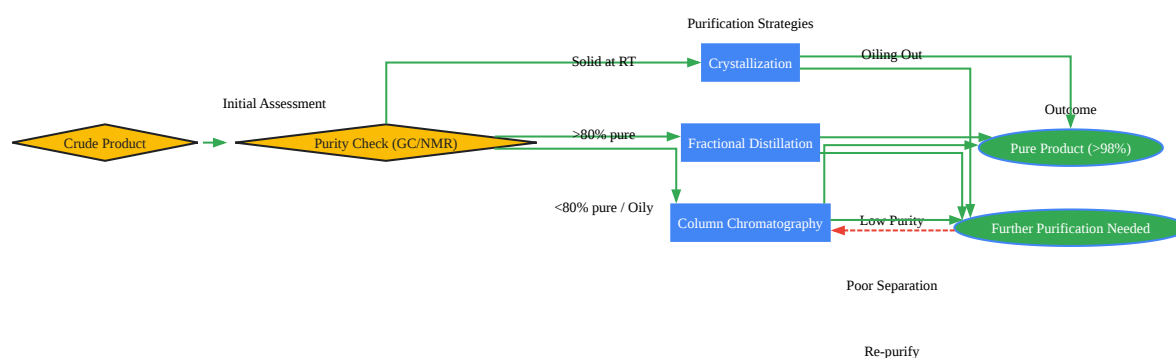 Purification Strategies
Solid at RT
Crystallization
Oiling Out
Initial Assessment
Outcome
Crude Product
Purity Check (GC/NMR)
>80% pure
Fractional Distillation
Pure Product (>98%)
<80% pure / Oily
Column Chromatography
Low Purity
Further Purification Needed
Poor Separation
Re-purify